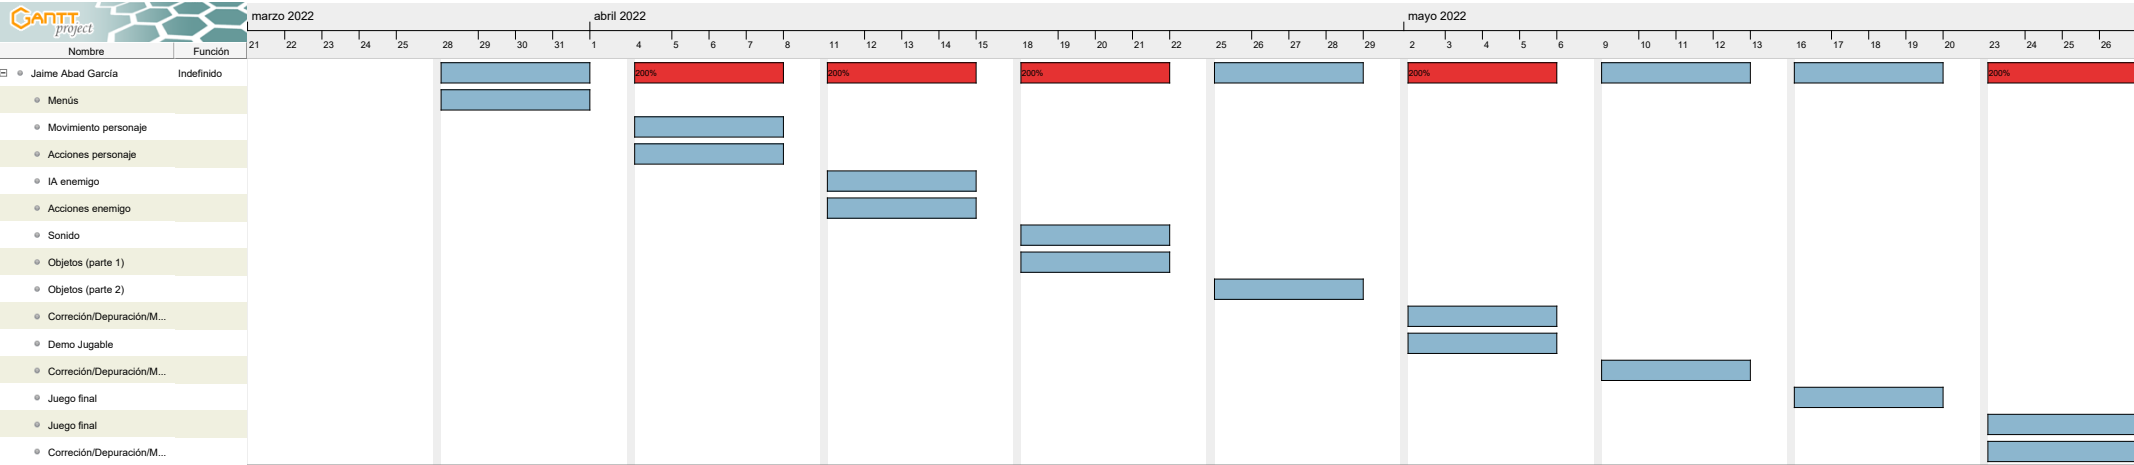 GANTT project
marzo 2022 abril 2022 mayo 2022
Nombre Función 21 22 23 24 25 28 29 30 31 1 4 5 6 7 8 11 12 13 14 15 18 19 20 21 22 25 26 27 28 29 2 3 4 5 6 9 10 11 12 13 16 17 18 19 20 23 24 25 26
Jaime Abad García Indefinido 200% 200% 200% 200% 200%
Menús
Movimiento personaje
Acciones personaje
IA enemigo
Acciones enemigo
Sonido
Objetos (parte 1)
Objetos (parte 2)
Correción/Depuración/M...
Demo Jugable
Correción/Depuración/M...
Juego final
Juego final
Correción/Depuración/M...